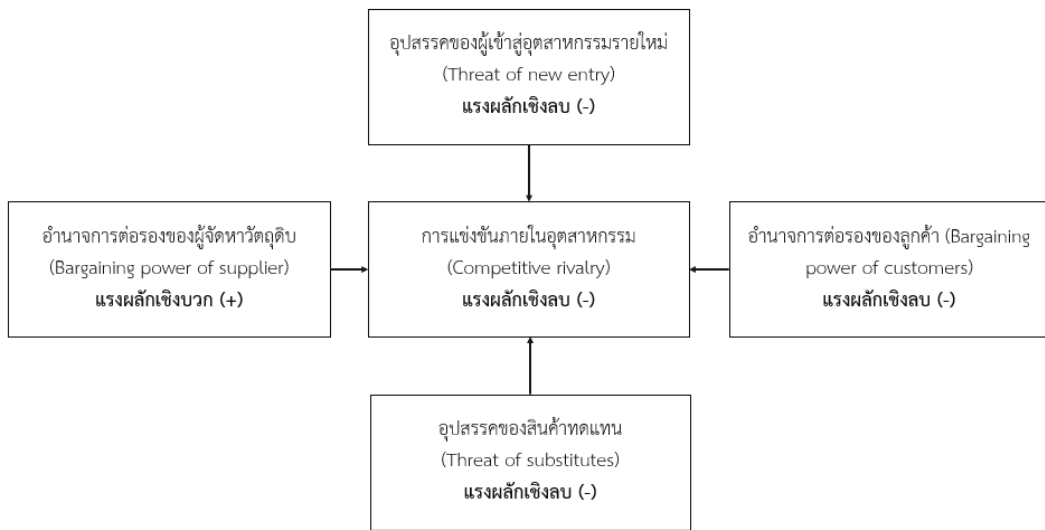 อุปสรรคของผู้เข้าสู่อุตสาหกรรมรายใหม่
(Threat of new entry)
แรงผลักเชิงลบ (-)
อำนาจการต่อรองของผู้จัดหาวัตถุดิบ
(Bargaining power of supplier)
แรงผลักเชิงบวก (+)
การแข่งขันภายในอุตสาหกรรม
(Competitive rivalry)
แรงผลักเชิงลบ (-)
อำนาจการต่อรองของลูกค้า (Bargaining
power of customers)
แรงผลักเชิงลบ (-)
อุปสรรคของสินค้าทดแทน
(Threat of substitutes)
แรงผลักเชิงลบ (-)